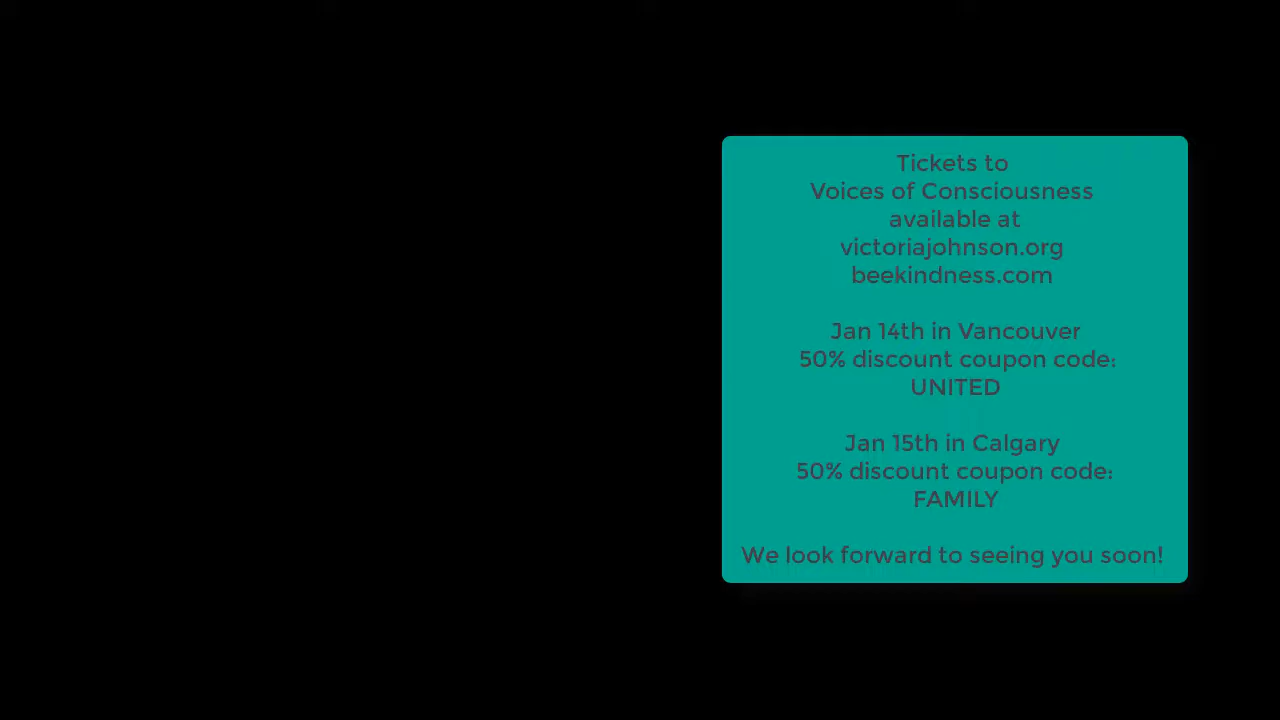 Tickets to
Voices of Consciousness
available at
victoriajohnson.org
beekindness.com
Jan 14th in Vancouver
50% discount coupon code:
UNITED
Jan 15th in Calgary
50% discount coupon code:
FAMILY
We look forward to seeing you soon!